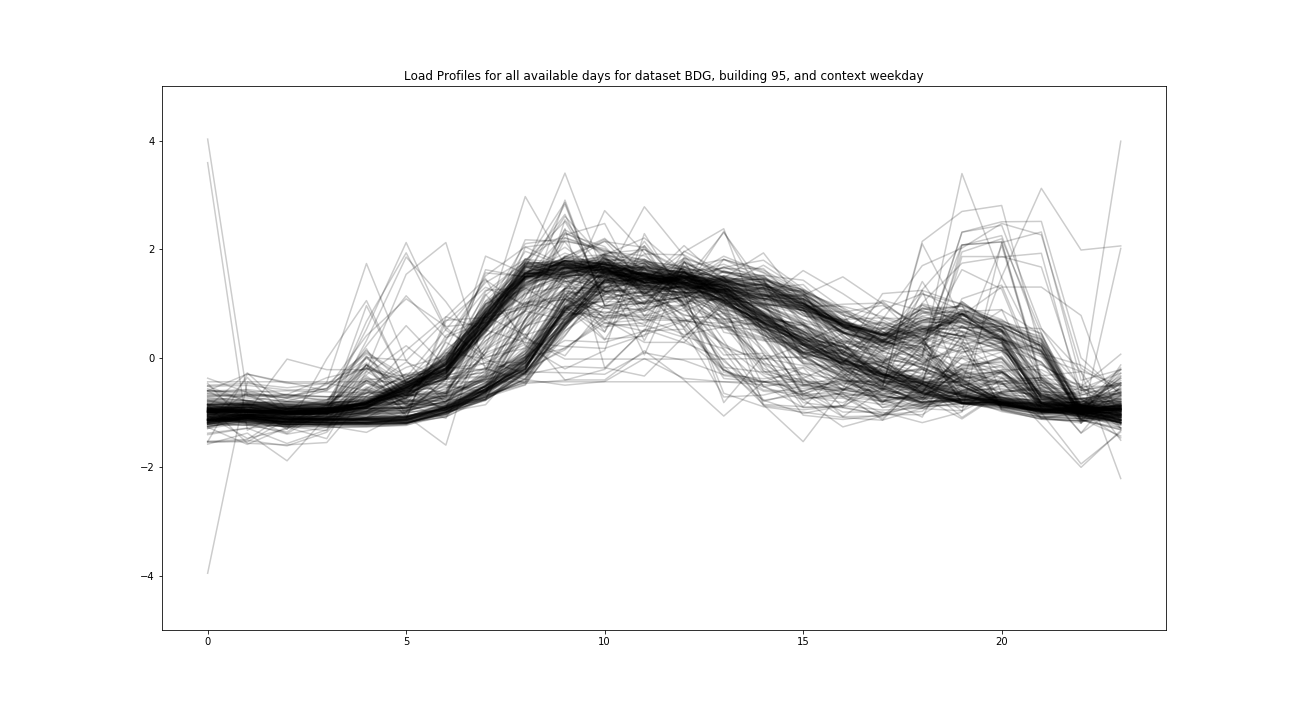 Load Profiles for all available days for dataset BDG, building 95, and context weekday
4
2
0
−2
−4
0 5 10 15 20